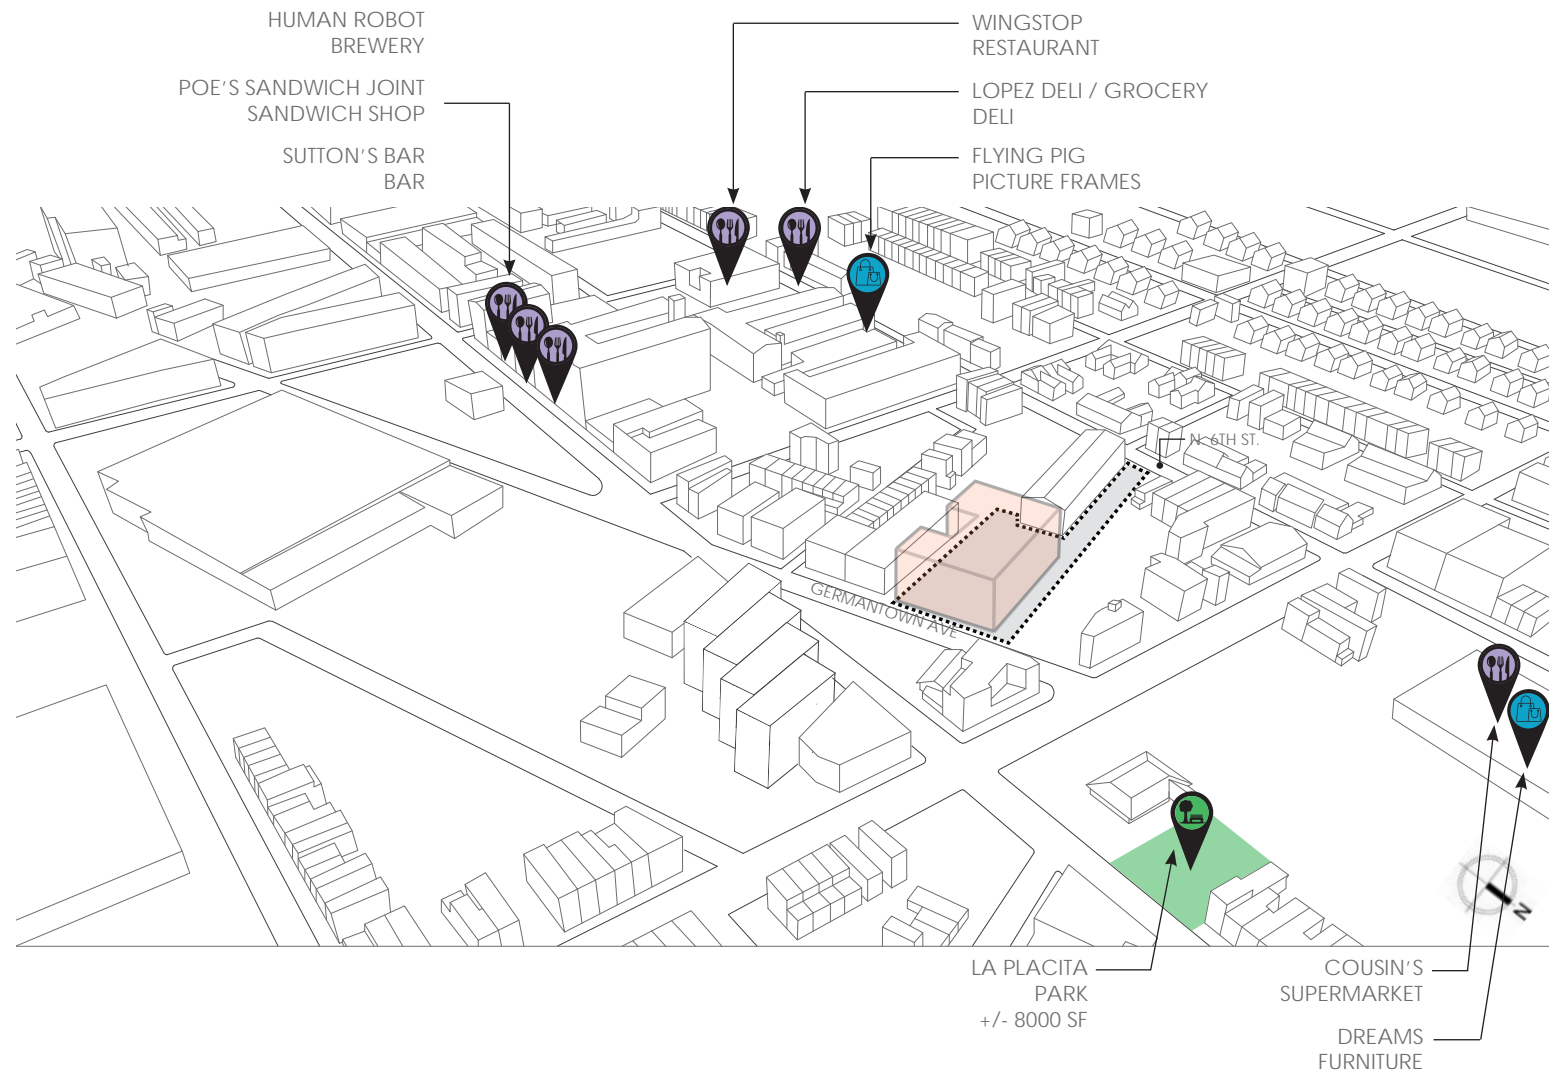 HUMAN ROBOT
BREWERY
POE'S SANDWICH JOINT
SANDWICH SHOP
SUTTON'S BAR
BAR
WINGSTOP
RESTAURANT
LOPEZ DELI / GROCERY
DELI
FLYING PIG
PICTURE FRAMES
N. 6TH ST.
GERMANTOWN AVE
N
LA PLACITA
PARK
+/- 8000 SF
COUSIN'S
SUPERMARKET
DREAMS
FURNITURE